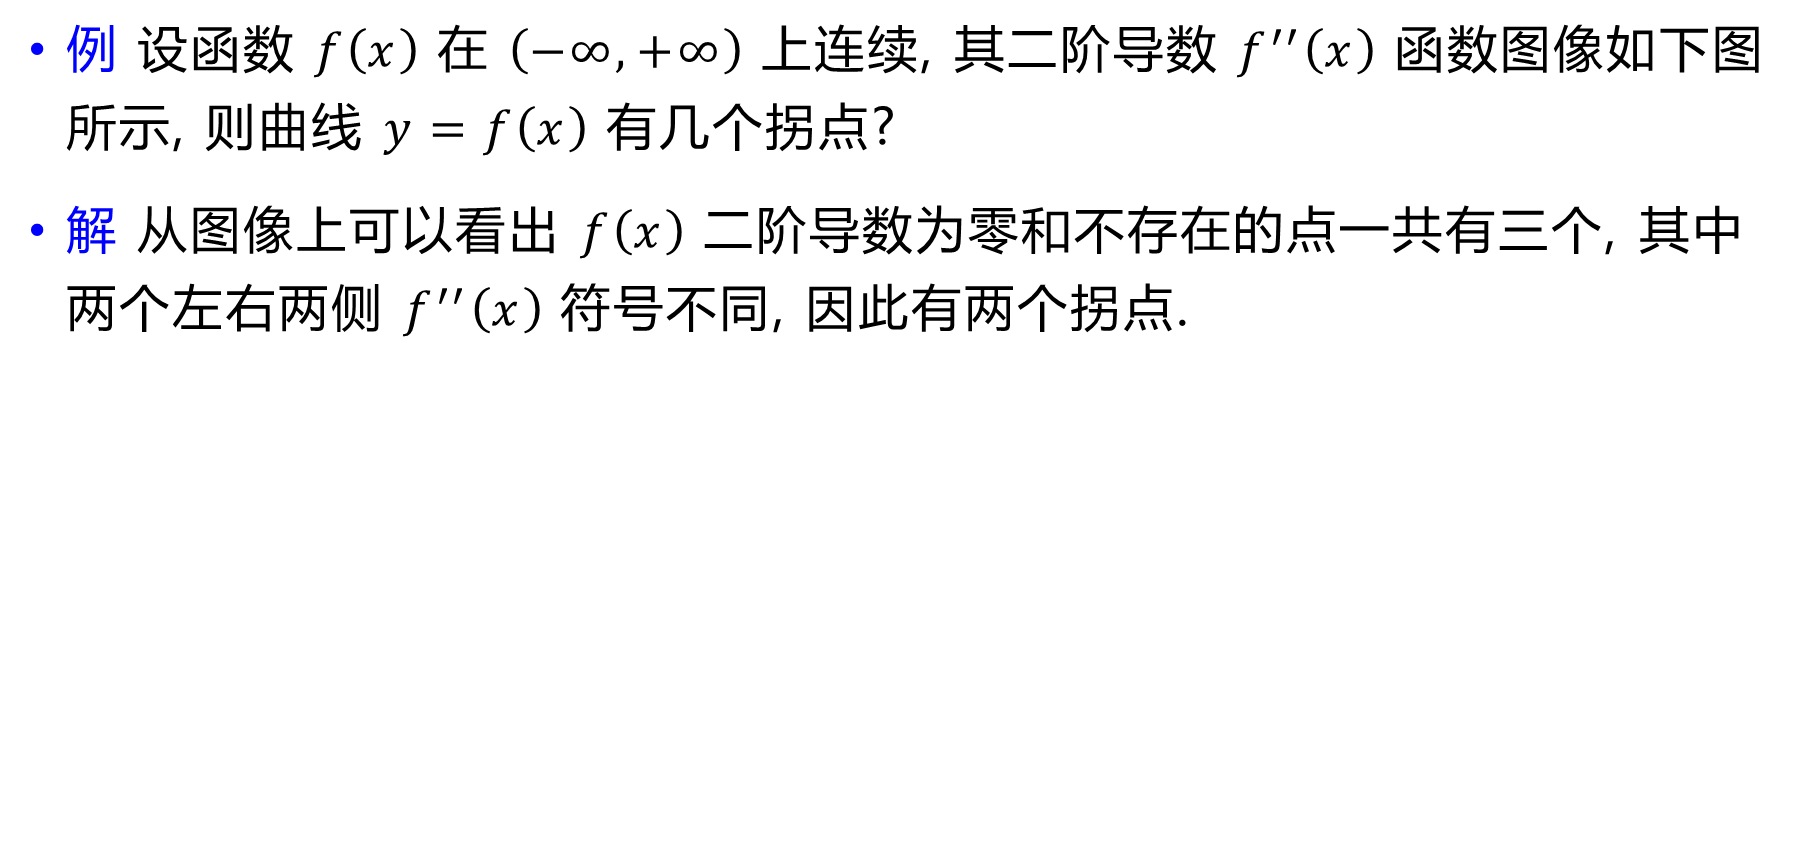 • 例 设函数 f(x) 在 (−∞, +∞) 上连续, 其二阶导数 f′′(x) 函数图像如下图
所示, 则曲线 y = f(x) 有几个拐点?
• 解 从图像上可以看出 f(x) 二阶导数为零和不存在的点一共有三个, 其中
两个左右两侧 f′′(x) 符号不同, 因此有两个拐点.